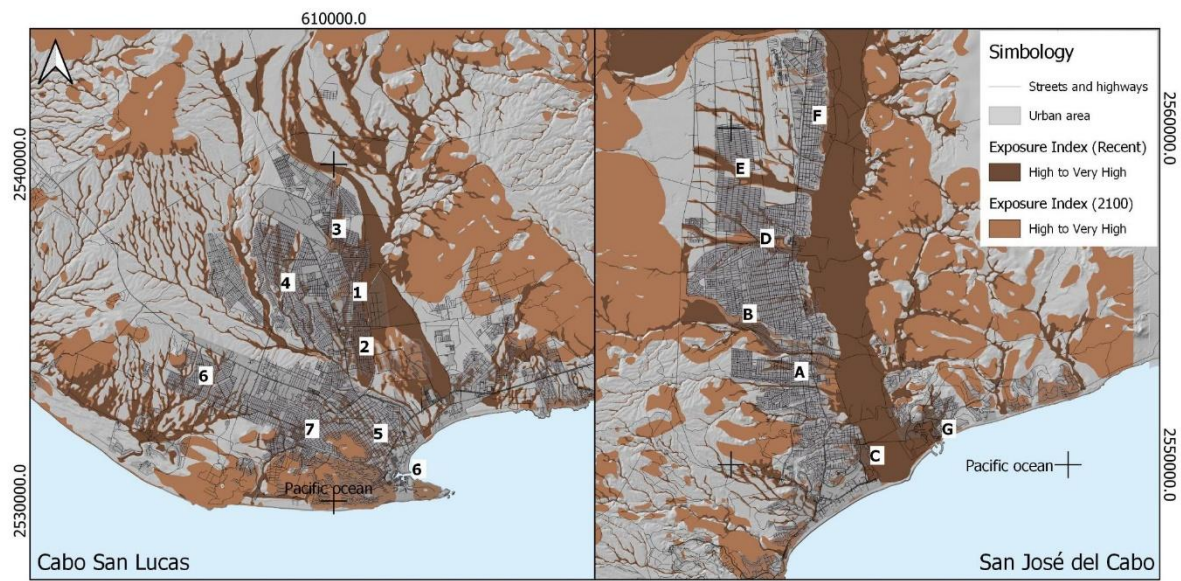 610000.0
2540000.0
2530000.0
3
4
1
2
6
7
5
6
Pacific ocean
Cabo San Lucas
F
E
D
B
A
G
C
Pacific ocean
San José del Cabo
2560000.0
2550000.0
Simbology
Streets and highways
Urban area
Exposure Index (Recent)
High to Very High
Exposure Index (2100)
High to Very High